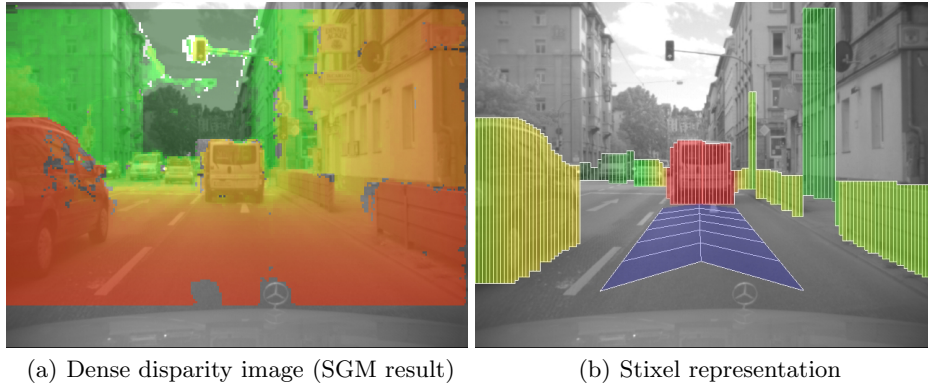 (a) Dense disparity image (SGM result)
(b) Stixel representation